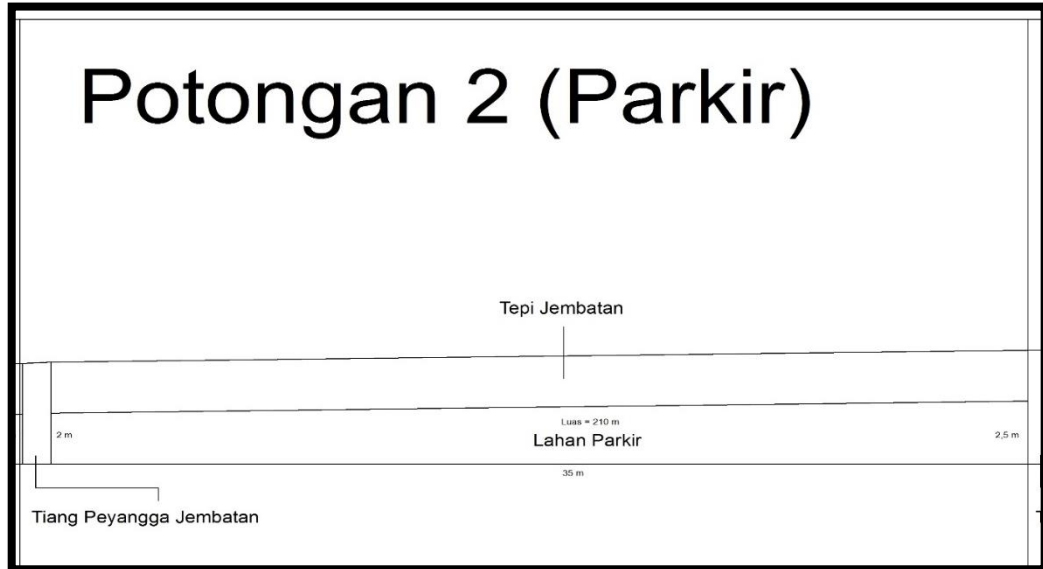 Potongan 2 (Parkir)
Tepi Jembatan
Luas = 210 m
2 m
Lahan Parkir
2,5 m
35 m
Tiang Peyangga Jembatan